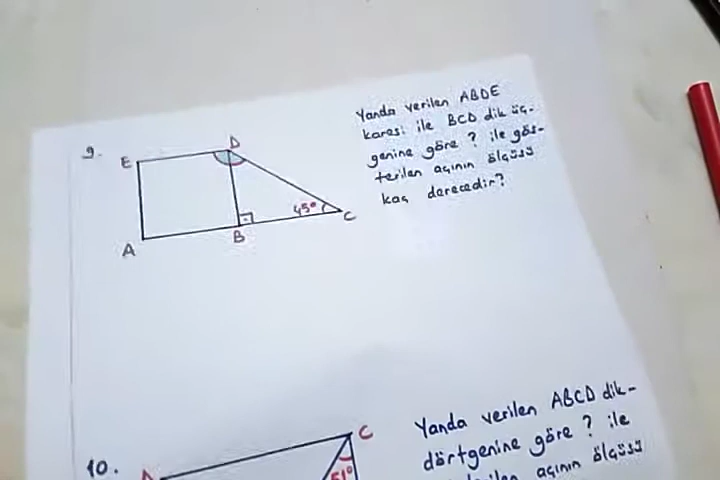 9.
E
D
45°
C
A
B
Yanda verilen ABDE
karesi ile BCD dik üç-
genine göre ? ile gös-
terilen açının ölçüsü
kaç derecedir?
10.
C
51°
Yanda verilen ABCD dik-
dörtgenine göre ? ile
açının ölçüsü